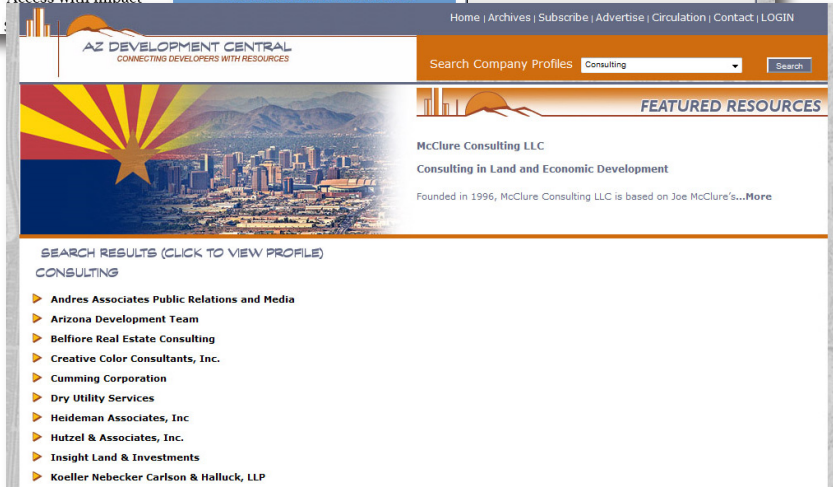 Access with Impact
Home | Archives | Subscribe | Advertise | Circulation | Contact | LOGIN
AZ DEVELOPMENT CENTRAL
CONNECTING DEVELOPERS WITH RESOURCES
Search Company Profiles Consulting Search
FEATURED RESOURCES
McClure Consulting LLC
Consulting in Land and Economic Development
Founded in 1996, McClure Consulting LLC is based on Joe McClure's...More
SEARCH RESULTS (CLICK TO VIEW PROFILE)
CONSULTING
Andres Associates Public Relations and Media
Arizona Development Team
Belfiore Real Estate Consulting
Creative Color Consultants, Inc.
Cumming Corporation
Dry Utility Services
Heideman Associates, Inc
Hutzel & Associates, Inc.
Insight Land & Investments
Koeller Nebecker Carlson & Halluck, LLP